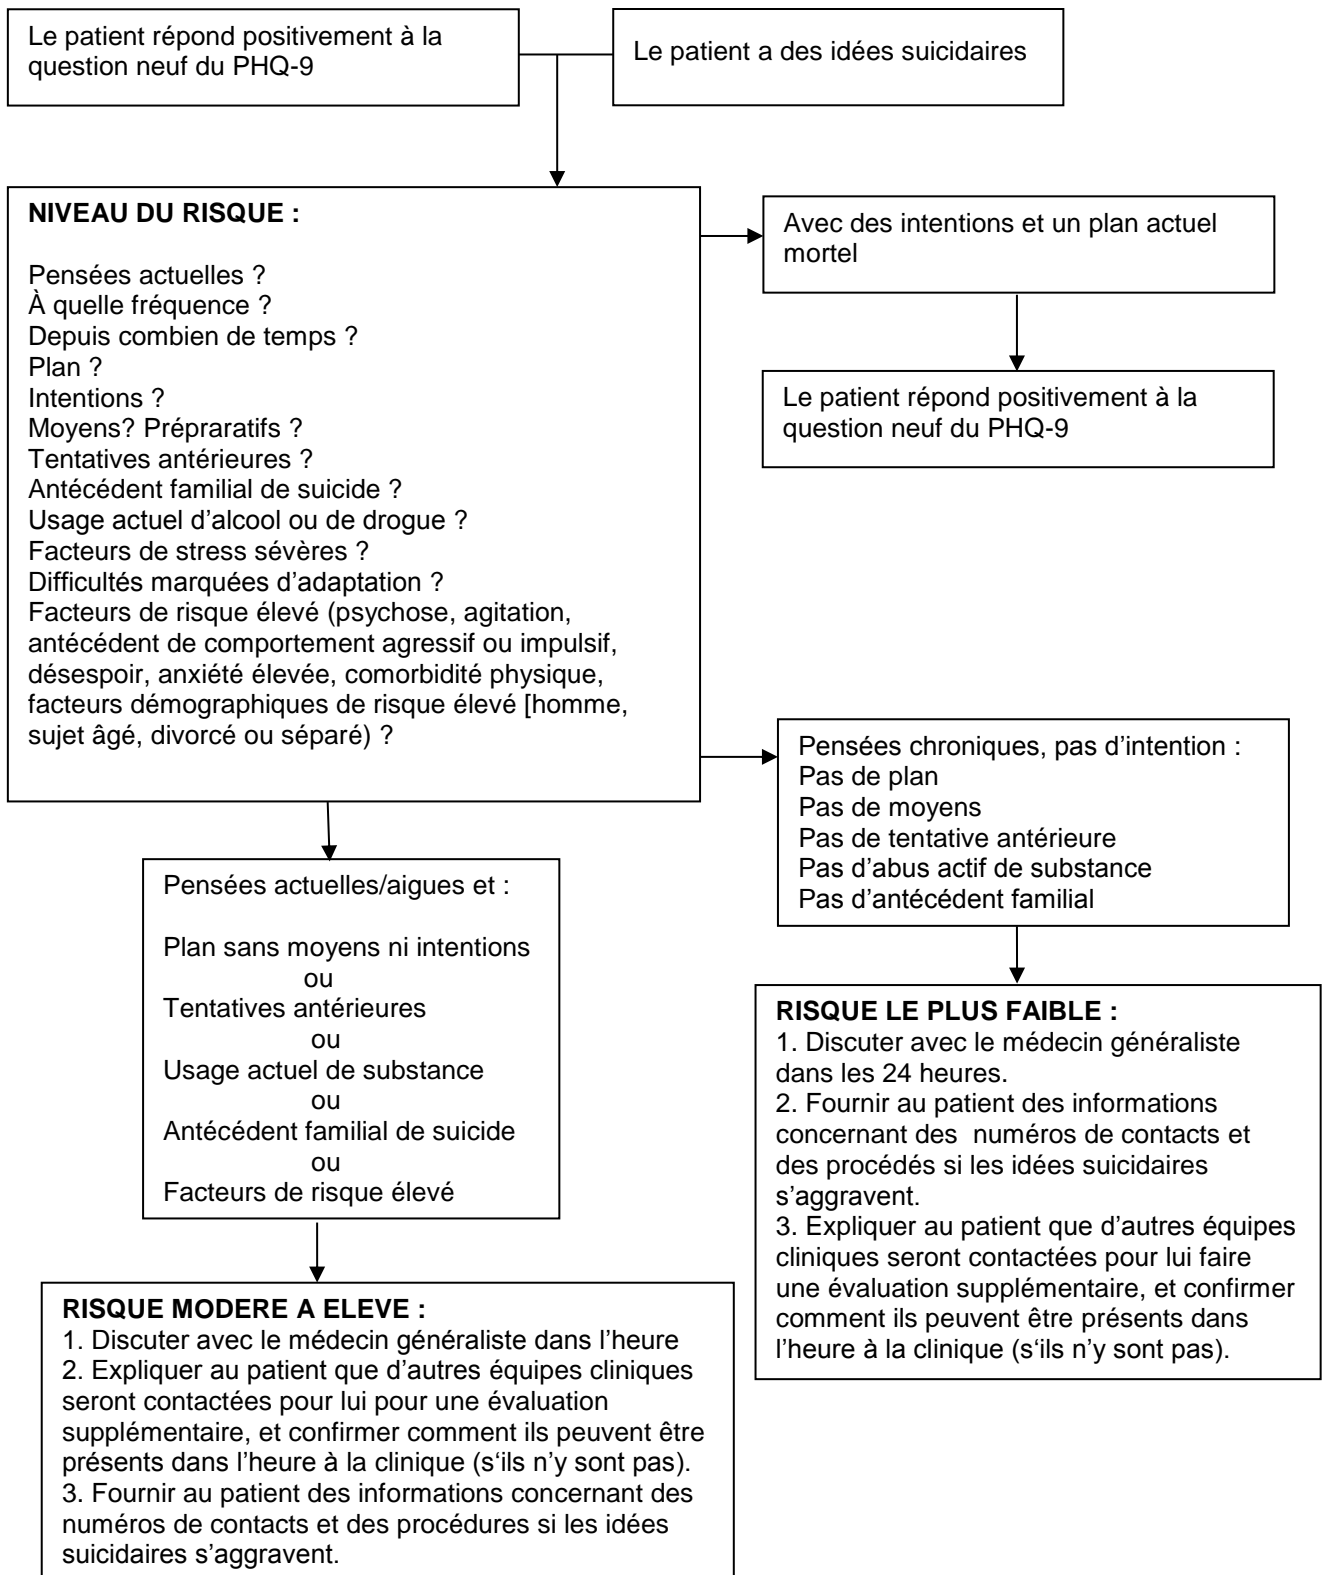 Le patient répond positivement à la
question neuf du PHQ-9
Le patient a des idées suicidaires
NIVEAU DU RISQUE :
Pensées actuelles ?
À quelle fréquence ?
Depuis combien de temps ?
Plan ?
Intentions ?
Moyens? Prépraratifs ?
Tentatives antérieures ?
Antécédent familial de suicide ?
Usage actuel d’alcool ou de drogue ?
Facteurs de stress sévères ?
Difficultés marquées d’adaptation ?
Facteurs de risque élevé (psychose, agitation,
antécédent de comportement agressif ou impulsif,
désespoir, anxiété élevée, comorbidité physique,
facteurs démographiques de risque élevé [homme,
sujet âgé, divorcé ou séparé) ?
Avec des intentions et un plan actuel
mortel
Le patient répond positivement à la
question neuf du PHQ-9
Pensées chroniques, pas d’intention :
Pas de plan
Pas de moyens
Pas de tentative antérieure
Pas d’abus actif de substance
Pas d’antécédent familial
Pensées actuelles/aigues et :
Plan sans moyens ni intentions
ou
Tentatives antérieures
ou
Usage actuel de substance
ou
Antécédent familial de suicide
ou
Facteurs de risque élevé
RISQUE LE PLUS FAIBLE :
1. Discuter avec le médecin généraliste
dans les 24 heures.
2. Fournir au patient des informations
concernant des numéros de contacts et
des procédés si les idées suicidaires
s’aggravent.
3. Expliquer au patient que d’autres équipes
cliniques seront contactées pour lui faire
une évaluation supplémentaire, et confirmer
comment ils peuvent être présents dans
l’heure à la clinique (s‘ils n’y sont pas).
RISQUE MODERE A ELEVE :
1. Discuter avec le médecin généraliste dans l’heure
2. Expliquer au patient que d’autres équipes cliniques
seront contactées pour lui pour une évaluation
supplémentaire, et confirmer comment ils peuvent être
présents dans l’heure à la clinique (s‘ils n’y sont pas).
3. Fournir au patient des informations concernant des
numéros de contacts et des procédures si les idées
suicidaires s’aggravent.